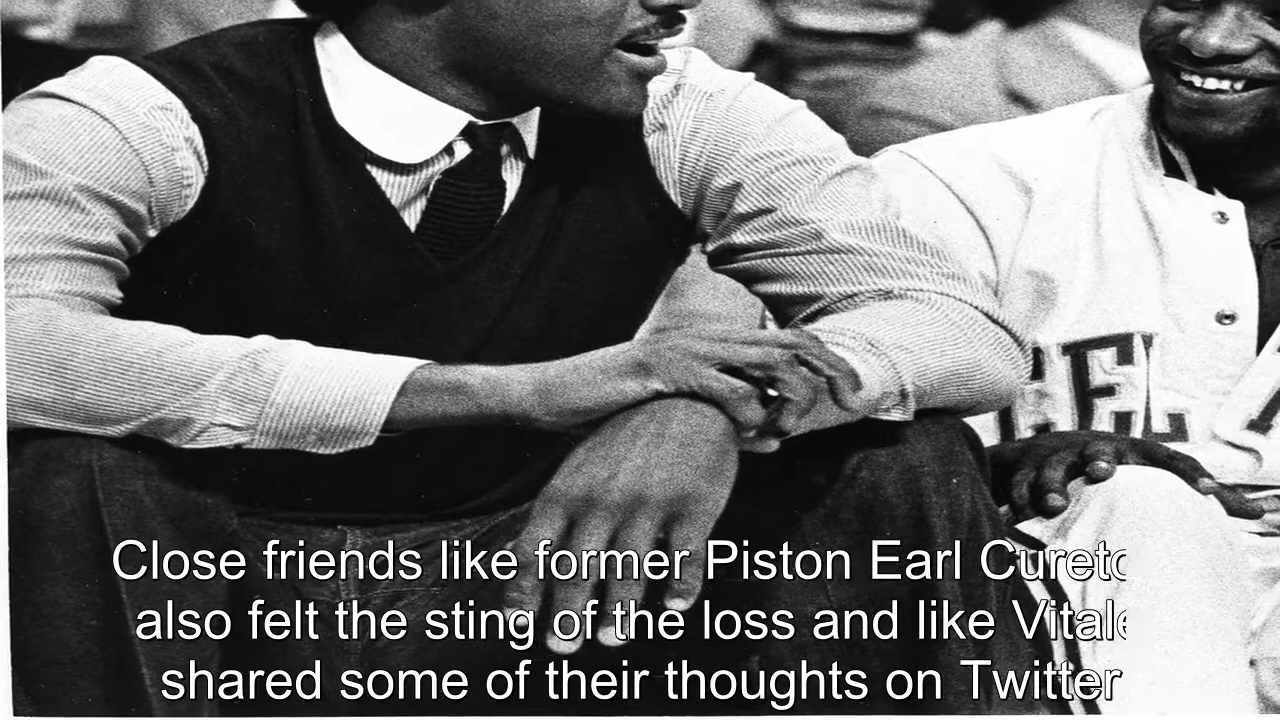 Close friends like former Piston Earl Cureto
also felt the sting of the loss and like Vitale
shared some of their thoughts on Twitter
CEL